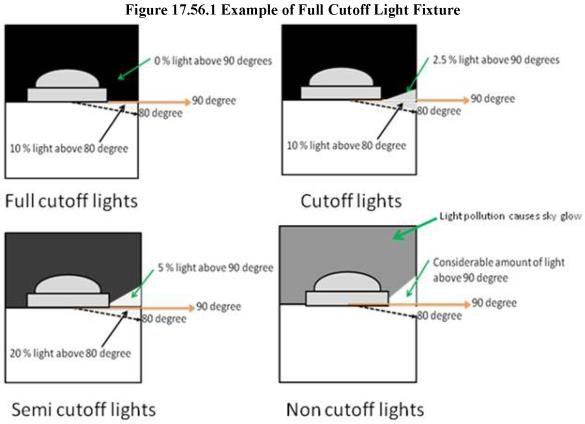 Figure 17.56.1 Example of Full Cutoff Light Fixture
0 % light above 90 degrees
90 degree
80 degree
10 % light above 80 degree
Full cutoff lights
2.5 % light above 90 degrees
90 degree
80 degree
10 % light above 80 degree
Cutoff lights
5 % light above 90 degree
90 degree
80 degree
20 % light above 80 degree
Semi cutoff lights
Light pollution causes sky glow
Considerable amount of light
above 90 degree
90 degree
80 degree
Non cutoff lights